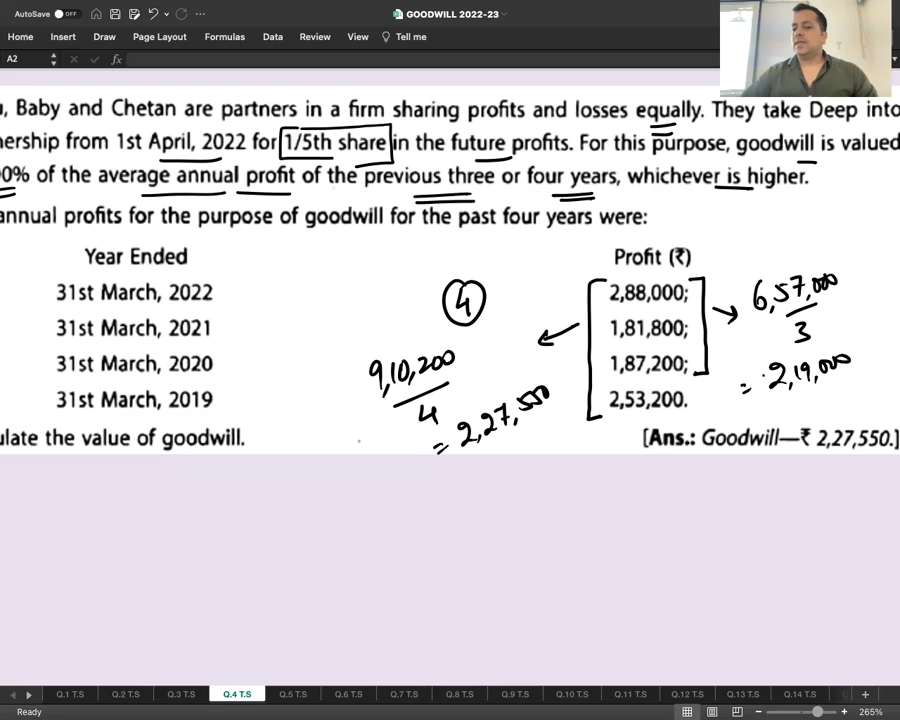 AutoSave OFF GOODWILL 2022-23
Home Insert Draw Page Layout Formulas Data Review View Tell me
A2 fx
, Baby and Chetan are partners in a firm sharing profits and losses equally. They take Deep into
nership from 1st April, 2022 for 1/5th share in the future profits. For this purpose, goodwill is valued
0% of the average annual profit of the previous three or four years, whichever is higher.
annual profits for the purpose of goodwill for the past four years were:
Year Ended Profit (₹)
31st March, 2022 2,88,000;
31st March, 2021 1,81,800;
31st March, 2020 1,87,200;
31st March, 2019 2,53,200.
4
9,10,200
4
= 2,27,550
6,57,000
3
= 2,19,000
ulate the value of goodwill. [Ans.: Goodwill—₹ 2,27,550.]
Q.1 T.S Q.2 T.S Q.3 T.S Q.4 T.S Q.5 T.S Q.6 T.S Q.7 T.S Q.8 T.S Q.9 T.S Q.10 T.S Q.11 T.S Q.12 T.S Q.13 T.S Q.14 T.S
Ready 265%